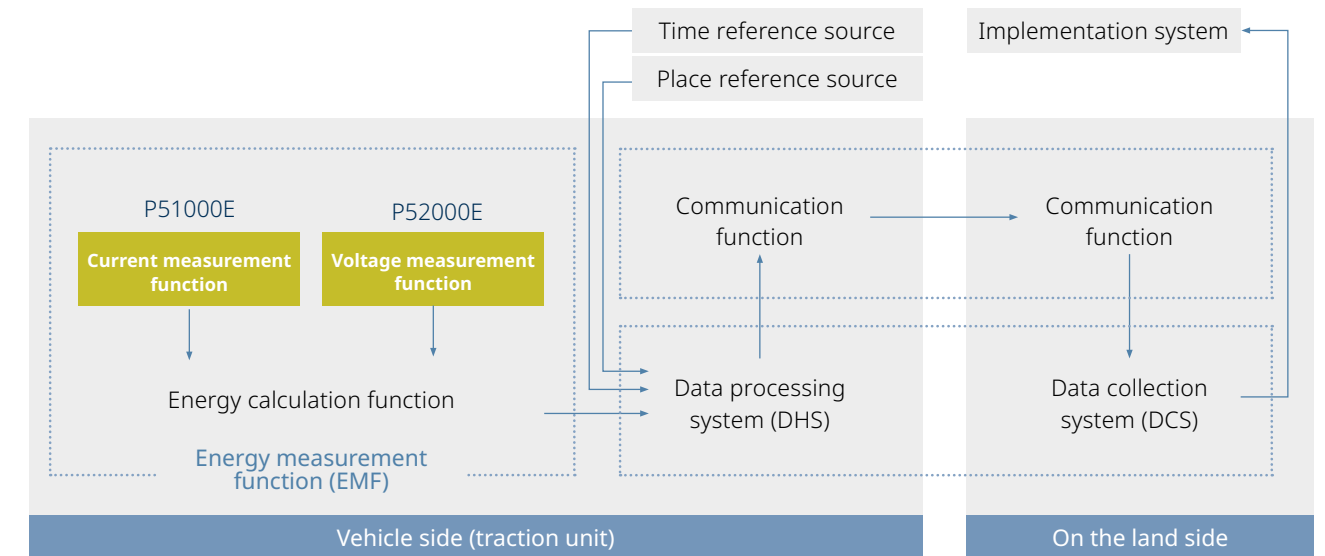 Time reference source
Implementation system
Place reference source
P51000E
P52000E
Current measurement
function
Voltage measurement
function
Energy calculation function
Energy measurement
function (EMF)
Communication
function
Data processing
system (DHS)
Communication
function
Data collection
system (DCS)
Vehicle side (traction unit)
On the land side